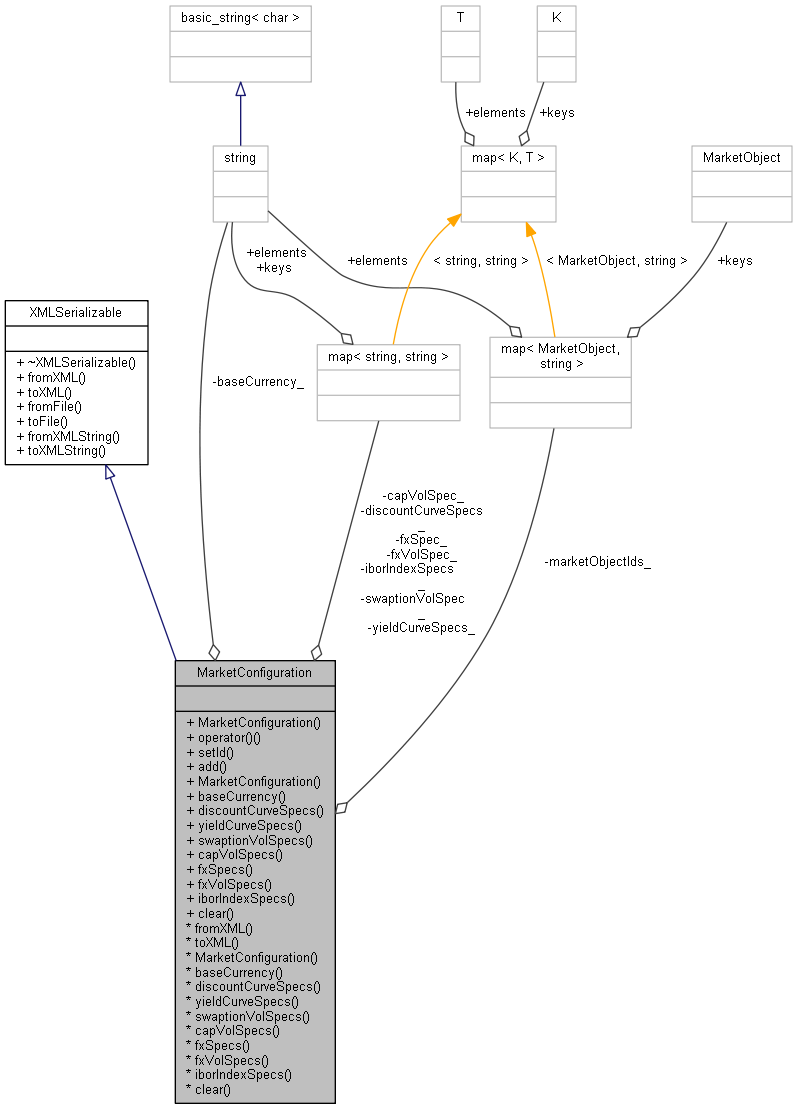 basic_string< char >
T
K
+elements
+keys
string
map< K, T >
MarketObject
+elements
+keys
+elements
< string, string >
< MarketObject, string >
+keys
XMLSerializable
+ ~XMLSerializable()
+ fromXML()
+ toXML()
+ fromFile()
+ toFile()
+ fromXMLString()
+ toXMLString()
map< string, string >
map< MarketObject,
string >
-baseCurrency_
-capVolSpec_
-discountCurveSpecs
_
-fxSpec_
-fxVolSpec_
-iborIndexSpecs
_
-swaptionVolSpec
_
-yieldCurveSpecs_
-marketObjectIds_
MarketConfiguration
+ MarketConfiguration()
+ operator()()
+ setId()
+ add()
+ MarketConfiguration()
+ baseCurrency()
+ discountCurveSpecs()
+ yieldCurveSpecs()
+ swaptionVolSpecs()
+ capVolSpecs()
+ fxSpecs()
+ fxVolSpecs()
+ iborIndexSpecs()
+ clear()
* fromXML()
* toXML()
* MarketConfiguration()
* baseCurrency()
* discountCurveSpecs()
* yieldCurveSpecs()
* swaptionVolSpecs()
* capVolSpecs()
* fxSpecs()
* fxVolSpecs()
* iborIndexSpecs()
* clear()